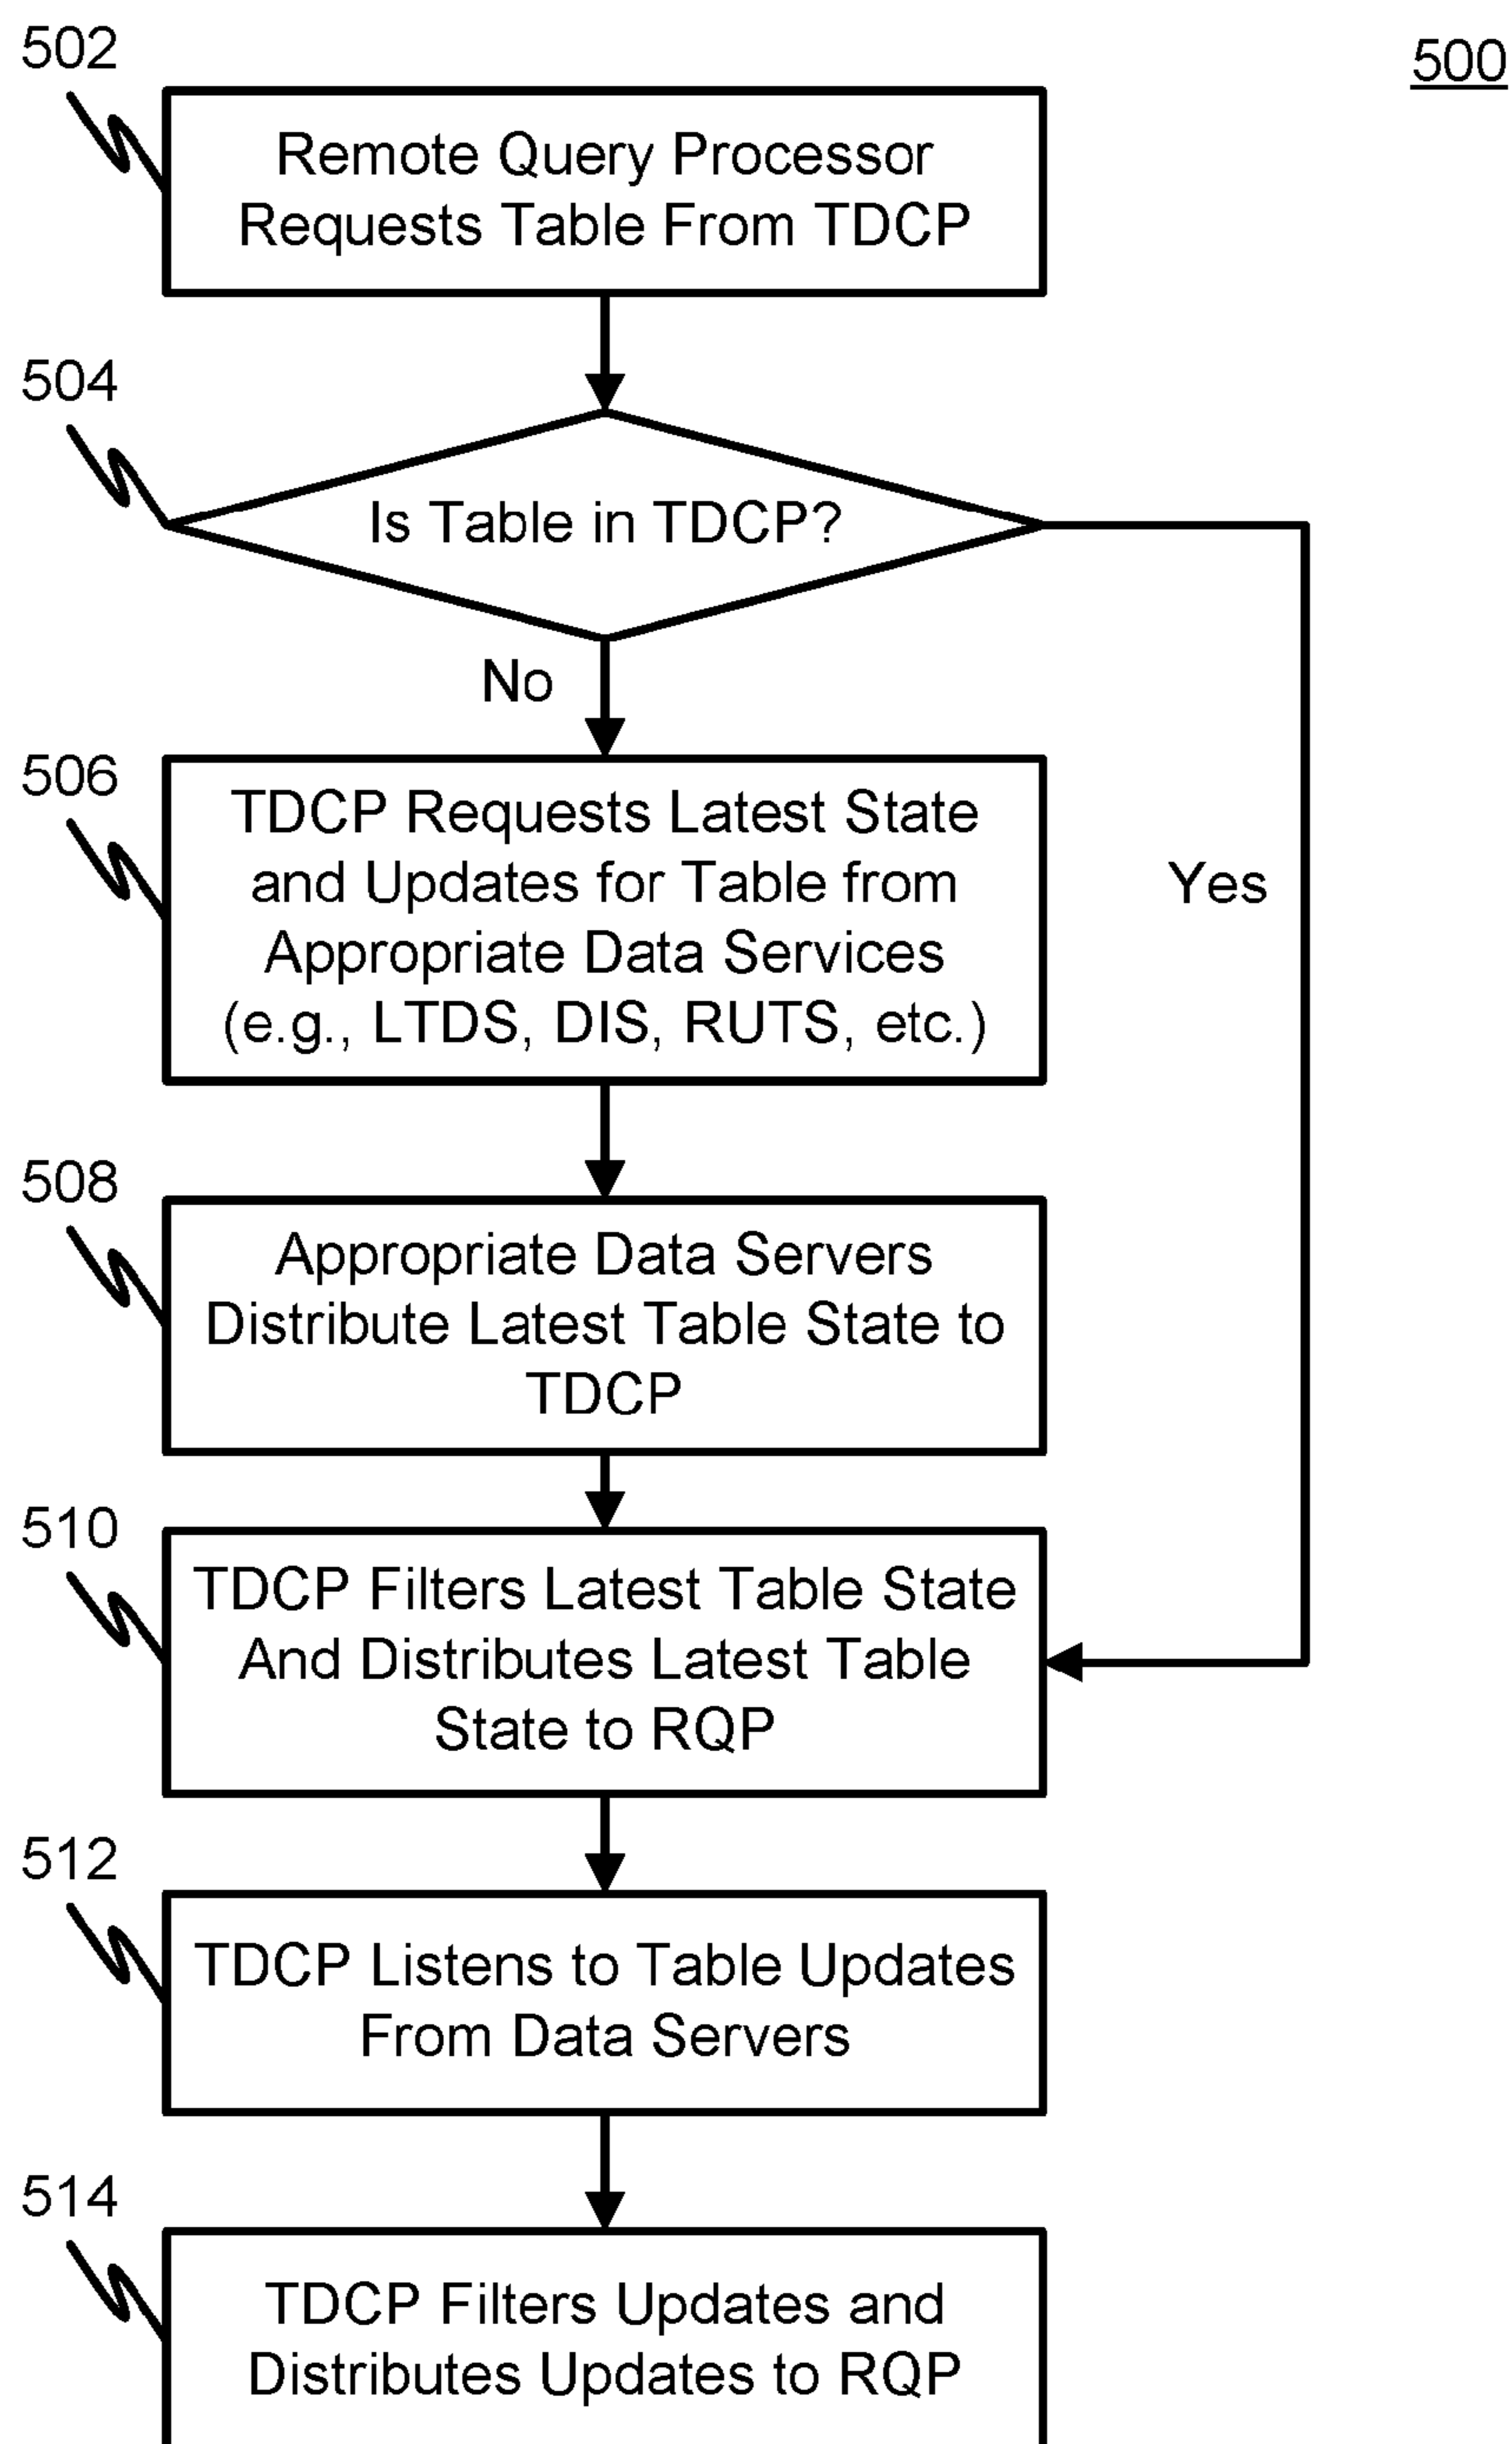 502
500
Remote Query Processor
Requests Table From TDCP
504
Is Table in TDCP?
No
Yes
506
TDCP Requests Latest State
and Updates for Table from
Appropriate Data Services
(e.g., LTDS, DIS, RUTS, etc.)
508
Appropriate Data Servers
Distribute Latest Table State to
TDCP
510
TDCP Filters Latest Table State
And Distributes Latest Table
State to RQP
512
TDCP Listens to Table Updates
From Data Servers
514
TDCP Filters Updates and
Distributes Updates to RQP